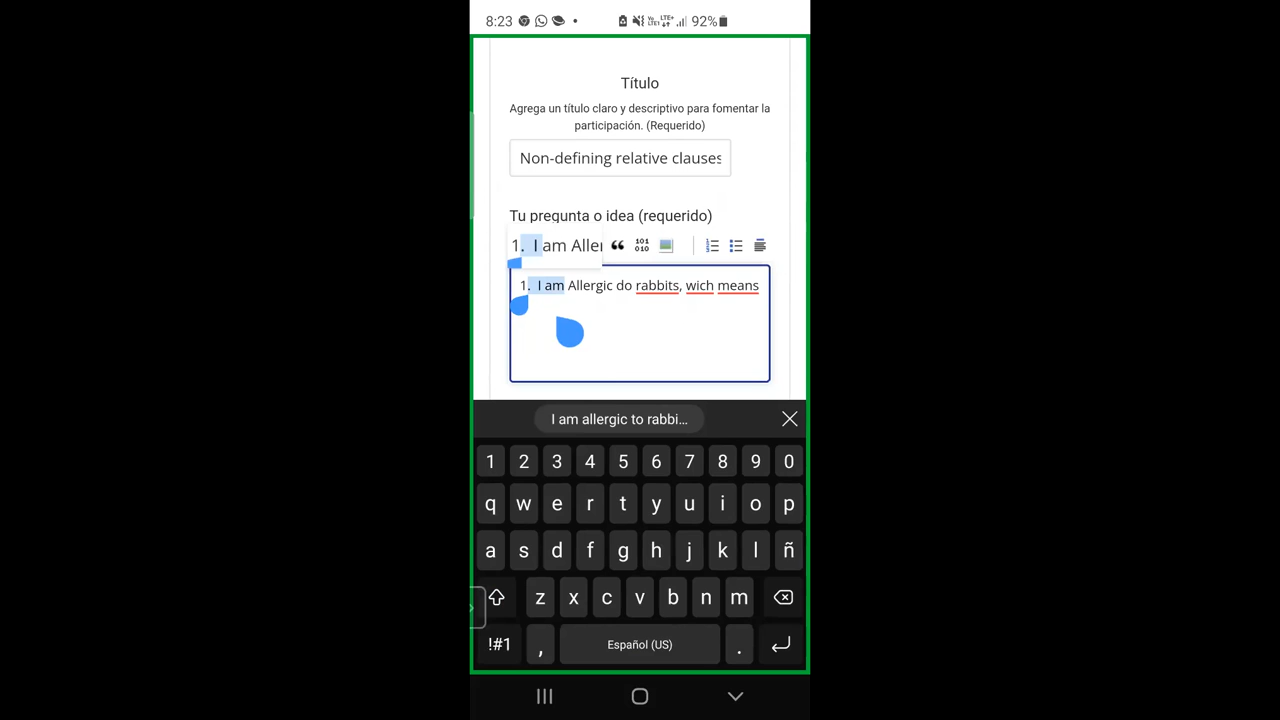 8:23 92%
Título
Agrega un título claro y descriptivo para fomentar la
participación. (Requerido)
Non-defining relative clauses
Tu pregunta o idea (requerido)
1. I am Aller
1. I am Allergic do rabbits, wich means
I am allergic to rabbi...
1 2 3 4 5 6 7 8 9 0
q w e r t y u i o p
a s d f g h j k l ñ
z x c v b n m
!#1 , Español (US) .